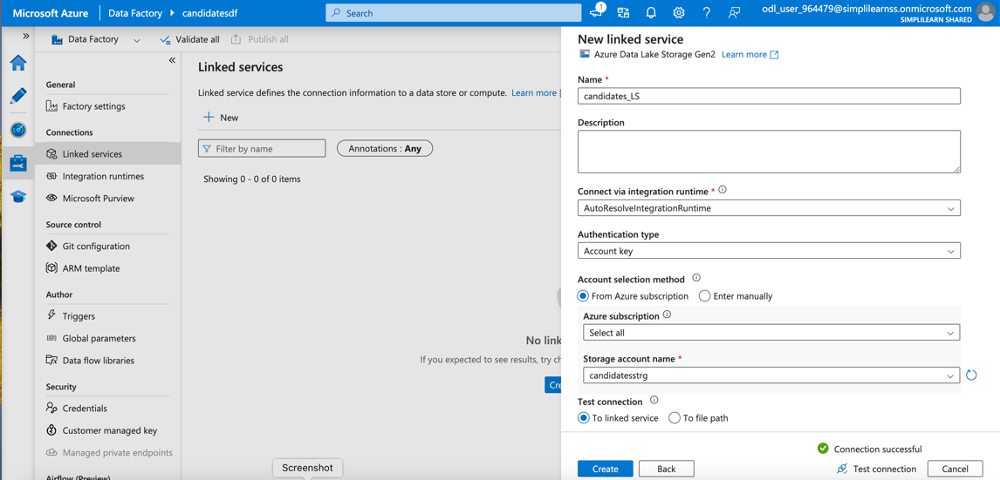 Microsoft Azure
Data Factory
candidatesdf
Search
1
odl_user_964479@simplilearnss.onmicrosoft.com
SIMPLILEARN SHARED
Data Factory
Validate all
Publish all
General
Factory settings
Connections
Linked services
Integration runtimes
Microsoft Purview
Source control
Git configuration
ARM template
Author
Triggers
Global parameters
Data flow libraries
Security
Credentials
Customer managed key
Managed private endpoints
Airflow (Preview)
Linked services
Linked service defines the connection information to a data store or compute. Learn more
New
Filter by name
Annotations : Any
Showing 0 - 0 of 0 items
No link
If you expected to see results, try ch
Cre
Screenshot
New linked service
Azure Data Lake Storage Gen2 Learn more
Name *
candidates_LS
Description
Connect via integration runtime *
AutoResolveIntegrationRuntime
Authentication type
Account key
Account selection method
From Azure subscription
Enter manually
Azure subscription
Select all
Storage account name *
candidatesstrg
Test connection
To linked service
To file path
Connection successful
Create
Back
Test connection
Cancel